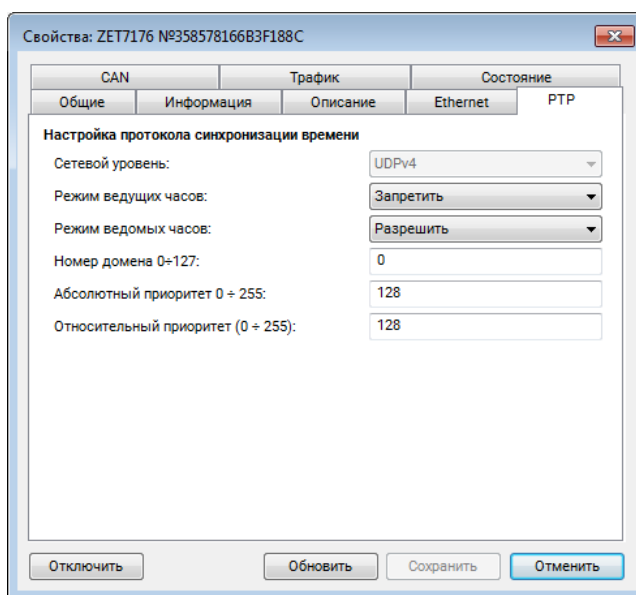 Свойства: ZET7176 №358578166B3F188C
CAN Трафик Состояние
Общие Информация Описание Ethernet PTP
Настройка протокола синхронизации времени
Сетевой уровень: UDPv4
Режим ведущих часов: Запретить
Режим ведомых часов: Разрешить
Номер домена 0÷127: 0
Абсолютный приоритет 0 ÷ 255: 128
Относительный приоритет (0 ÷ 255): 128
Отключить Обновить Сохранить Отменить